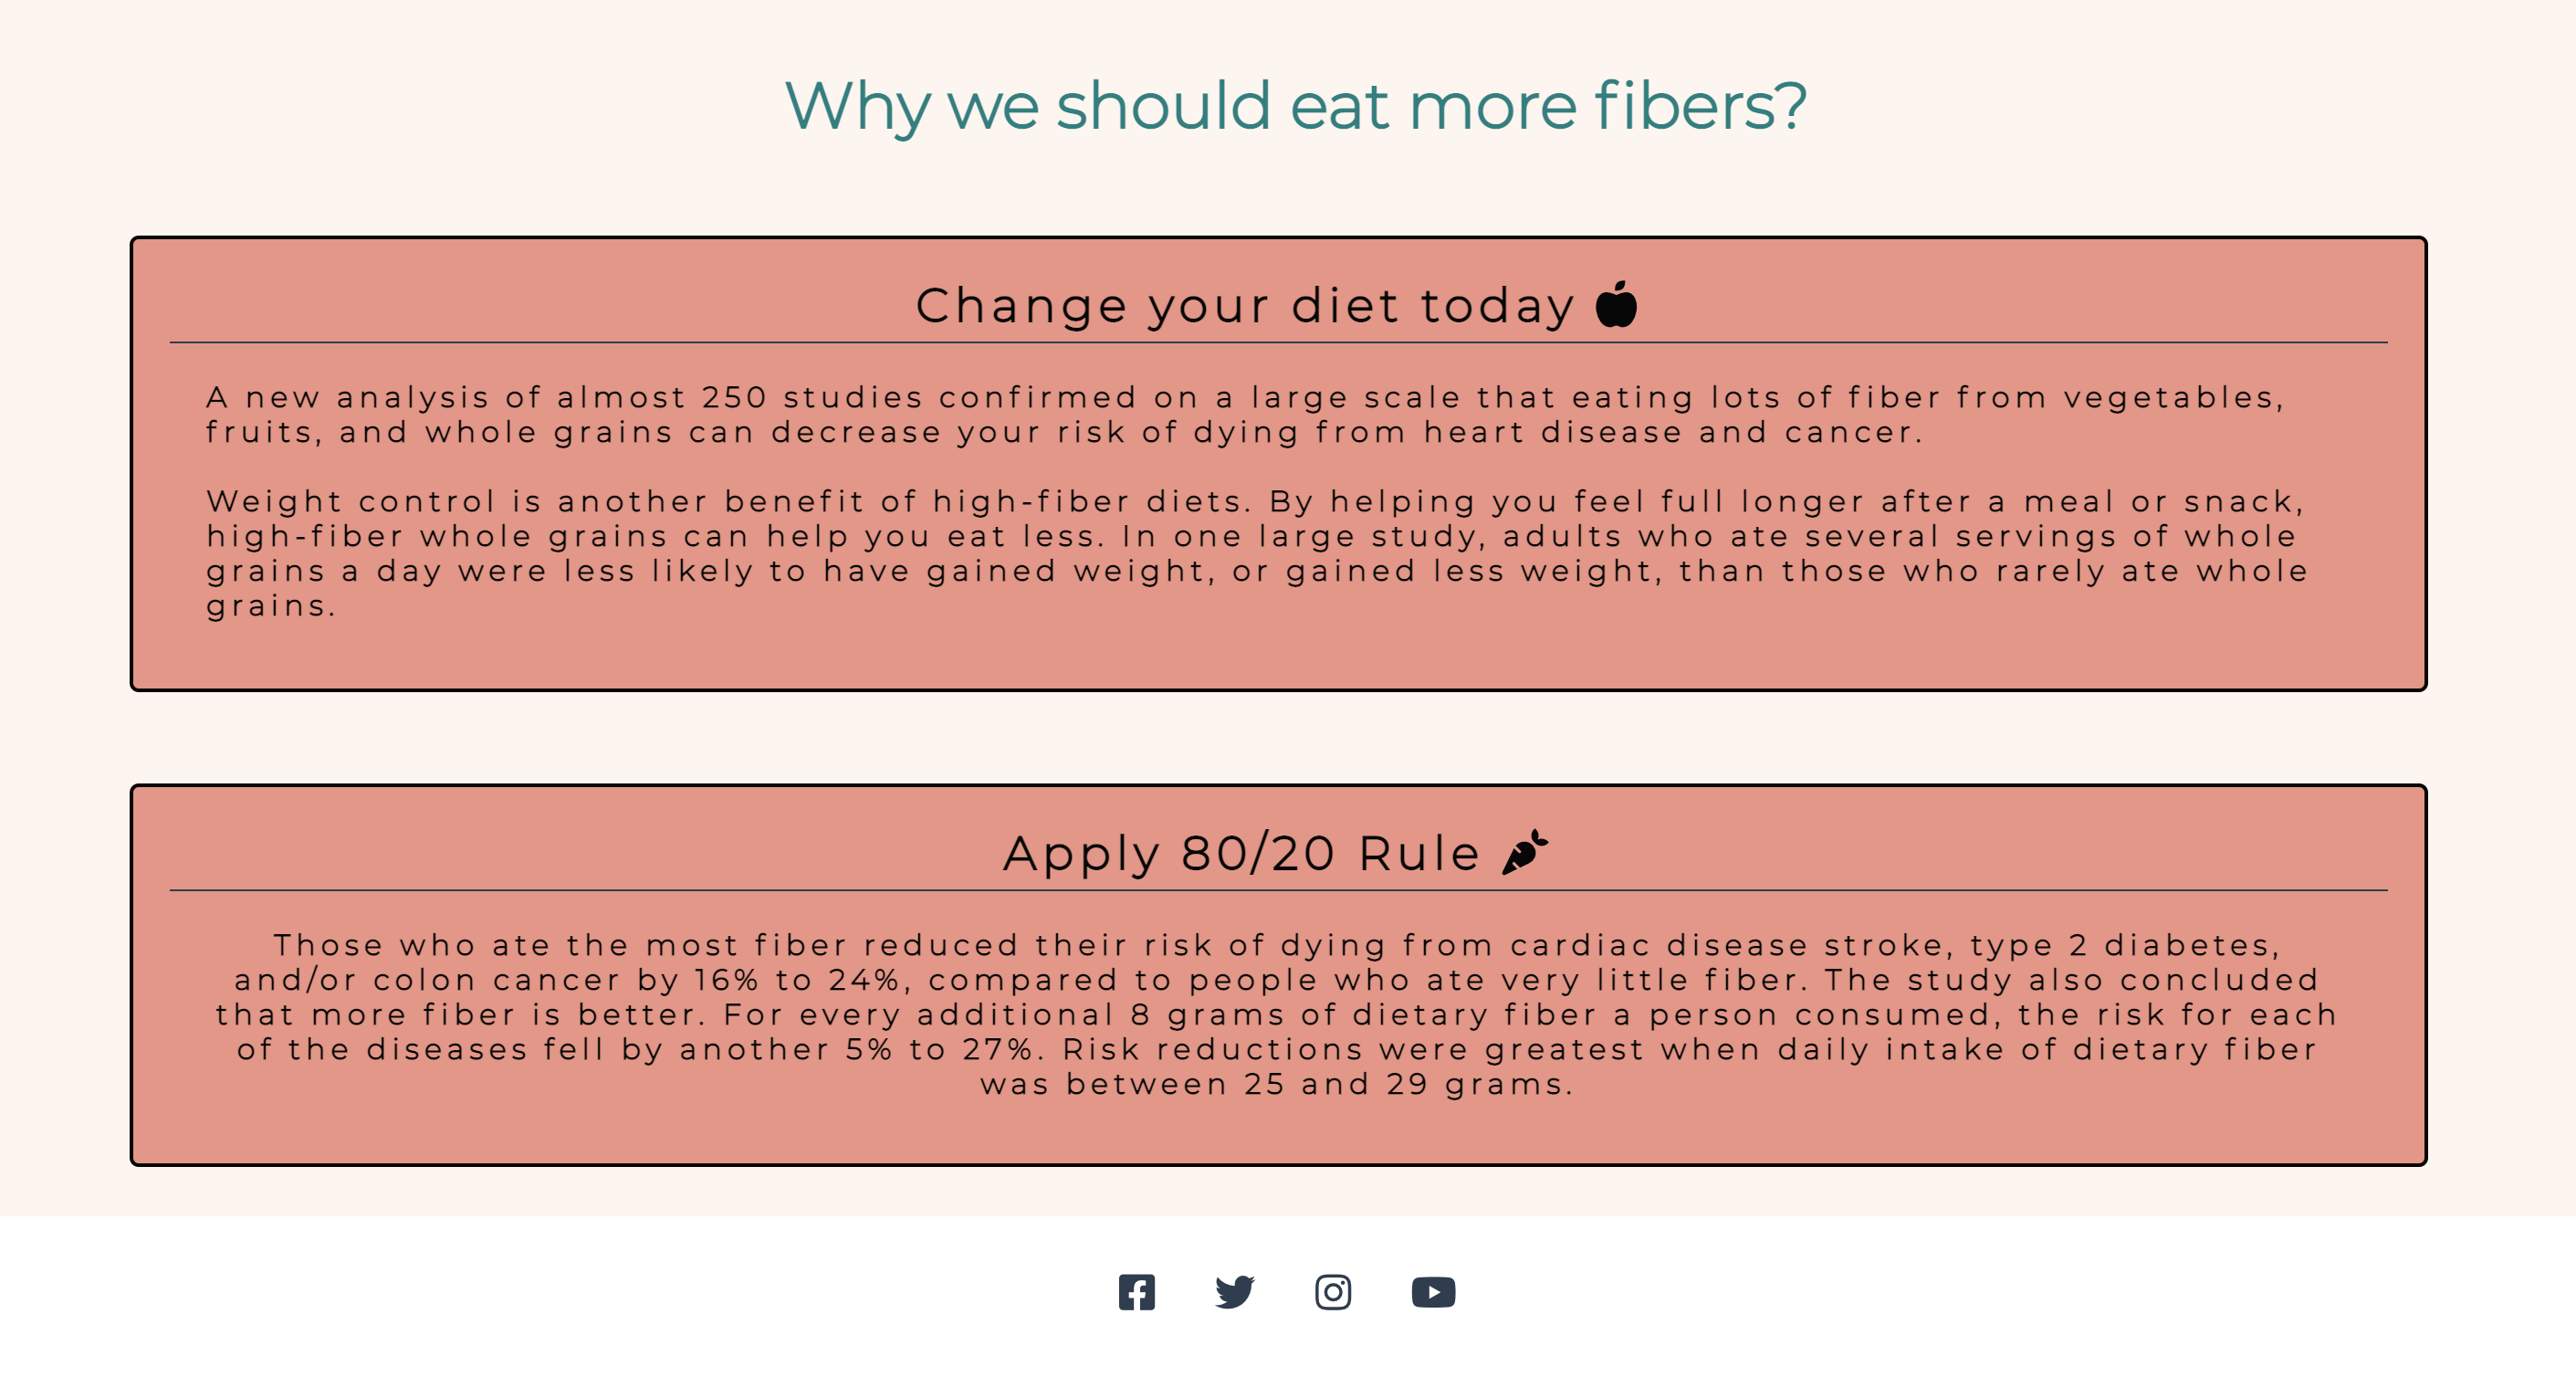 Why we should eat more fibers?
Change your diet today
A new analysis of almost 250 studies confirmed on a large scale that eating lots of fiber from vegetables,
fruits, and whole grains can decrease your risk of dying from heart disease and cancer.
Weight control is another benefit of high-fiber diets. By helping you feel full longer after a meal or snack,
high-fiber whole grains can help you eat less. In one large study, adults who ate several servings of whole
grains a day were less likely to have gained weight, or gained less weight, than those who rarely ate whole
grains.
Apply 80/20 Rule
Those who ate the most fiber reduced their risk of dying from cardiac disease stroke, type 2 diabetes,
and/or colon cancer by 16% to 24%, compared to people who ate very little fiber. The study also concluded
that more fiber is better. For every additional 8 grams of dietary fiber a person consumed, the risk for each
of the diseases fell by another 5% to 27%. Risk reductions were greatest when daily intake of dietary fiber
was between 25 and 29 grams.